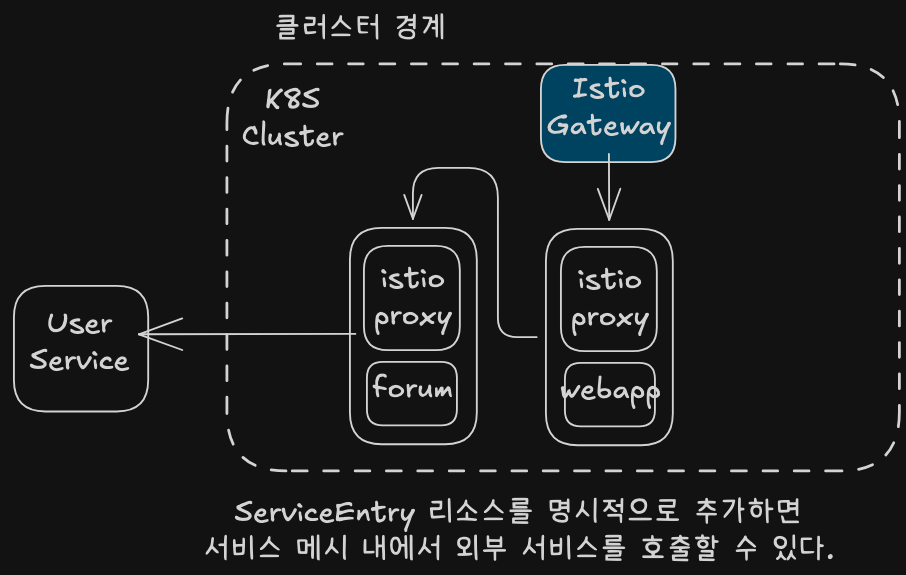 클러스터 경계
K8S
Cluster
Istio
Gateway
istio
proxy
forum
istio
proxy
webapp
User
Service
ServiceEntry 리소스를 명시적으로 추가하면
서비스 메시 내에서 외부 서비스를 호출할 수 있다.